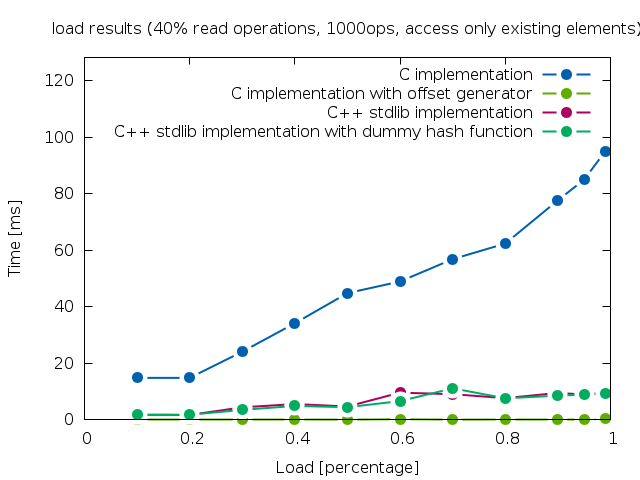 load results (40% read operations, 1000ops, access only existing elements)
C implementation
C implementation with offset generator
C++ stdlib implementation
C++ stdlib implementation with dummy hash function
120
100
80
60
40
20
0
Time [ms]
0 0.2 0.4 0.6 0.8 1
Load [percentage]